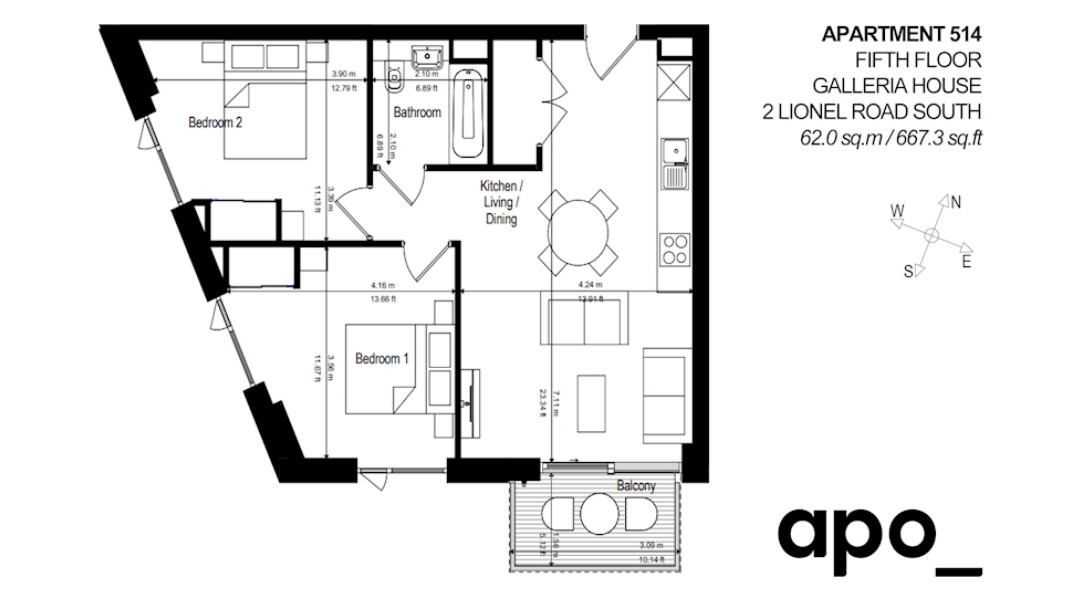 APARTMENT 514
FIFTH FLOOR
GALLERIA HOUSE
2 LIONEL ROAD SOUTH
62.0 sq.m / 667.3 sq.ft
N
W
E
S
3.90 m
12.79 ft
Bedroom 2
3.39 m
11.13 ft
2.10 m
6.89 ft
Bathroom
2.10 m
6.89 ft
Kitchen /
Living /
Dining
4.16 m
13.66 ft
Bedroom 1
3.56 m
11.67 ft
4.24 m
13.91 ft
7.11 m
23.34 ft
Balcony
1.56 m
5.12 ft
3.09 m
10.14 ft
apo_